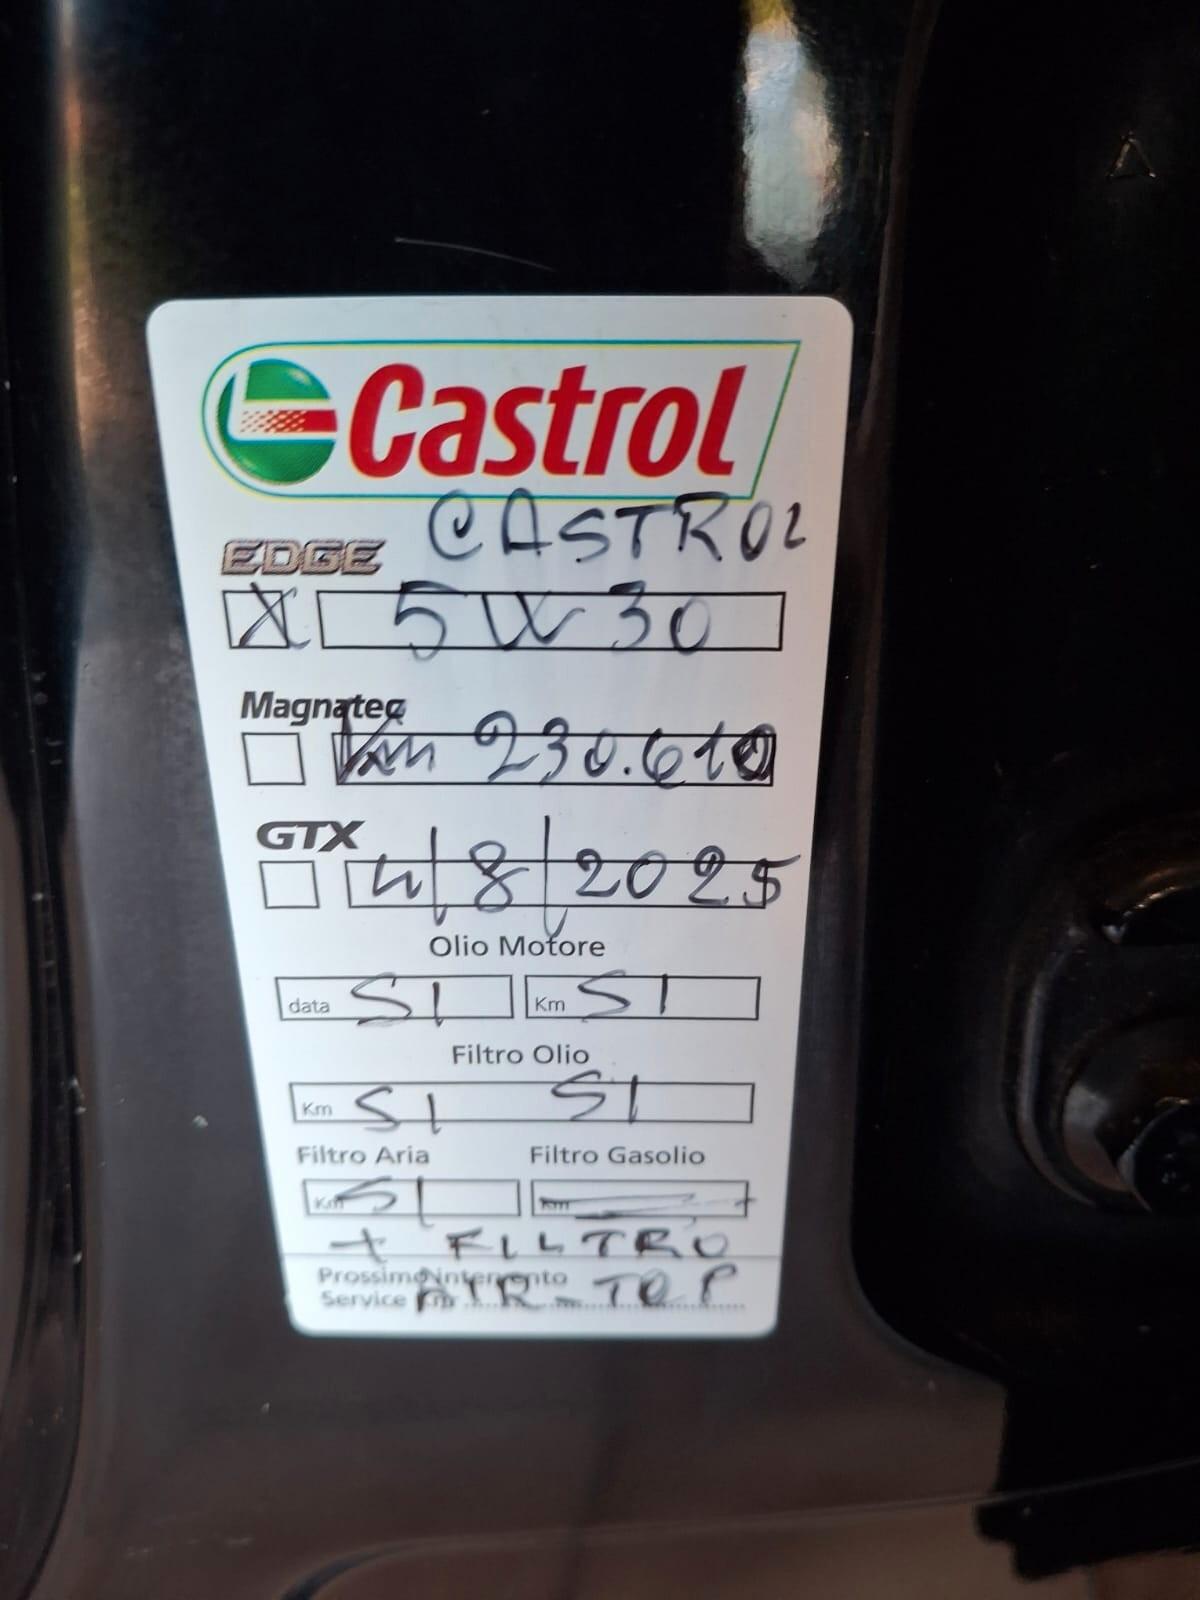 Castrol
CASTROL
EDGE
X 5W30
Magnatec
Km 230.610
GTX
4/8/2025
Olio Motore
data SI Km SI
Filtro Olio
Km SI SI
Filtro Aria Filtro Gasolio
Km SI Km
+ FILTRO
Prossimo intervento
AIR-TOP
Service Km